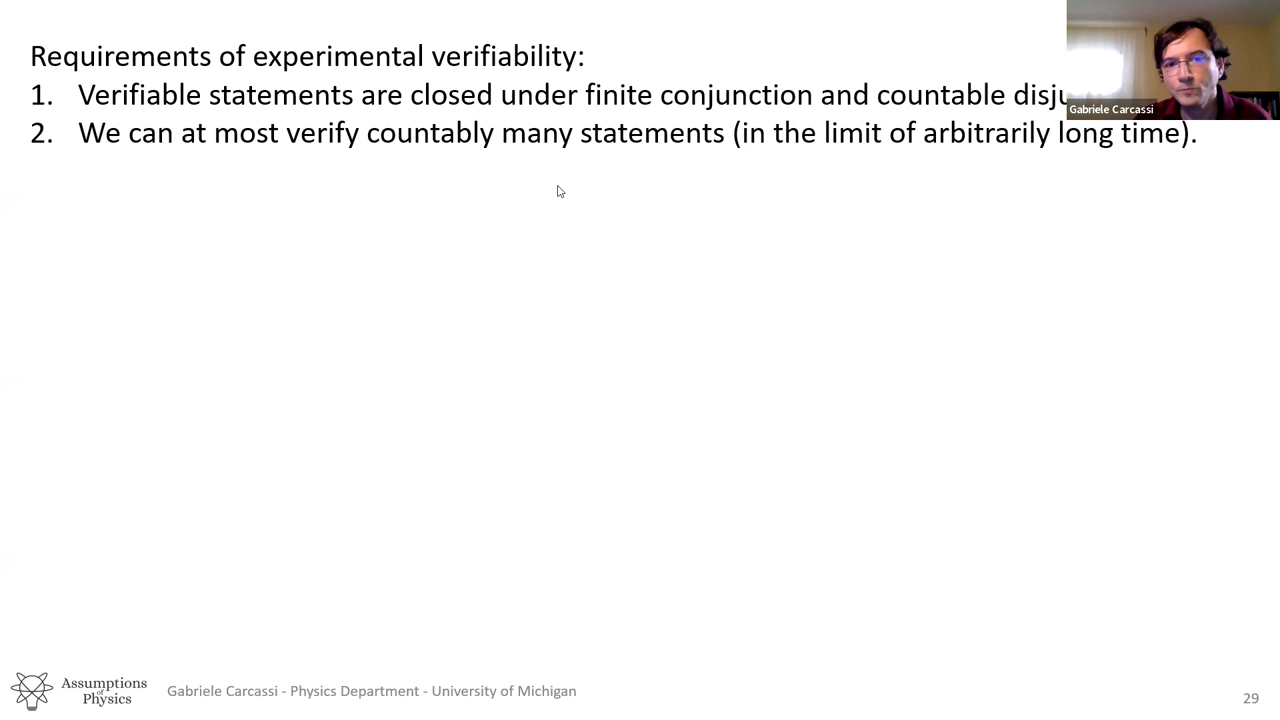 Requirements of experimental verifiability:
1. Verifiable statements are closed under finite conjunction and countable
2. We can at most verify countably many statements (in the limit of arbitrarily long time).
Gabriele Carcassi
Assumptions
of
Physics
Gabriele Carcassi - Physics Department - University of Michigan
29